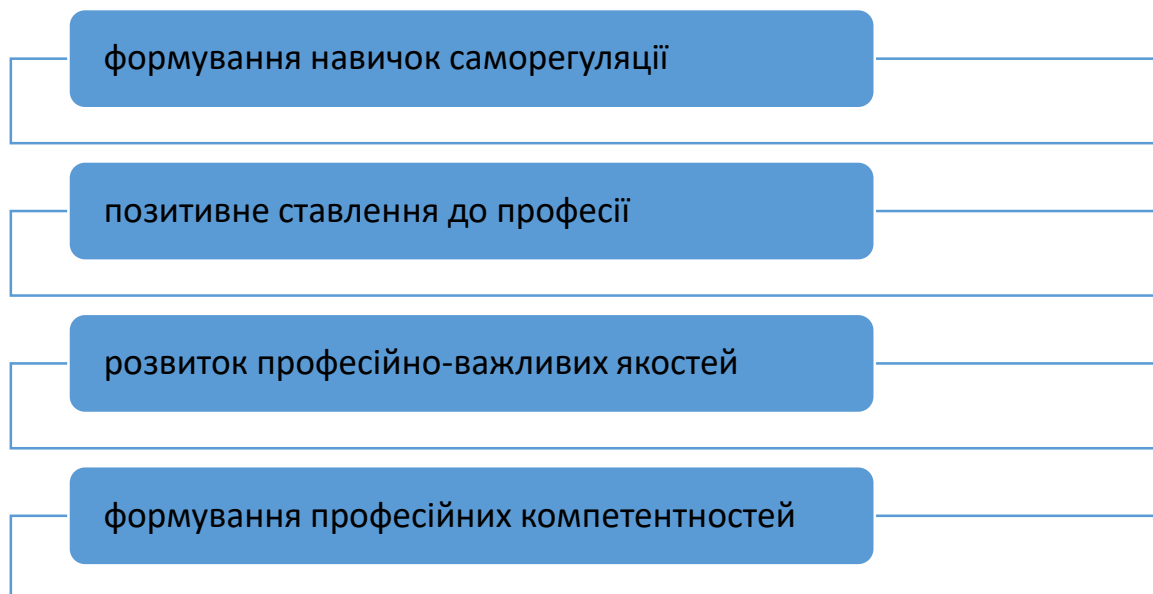 формування навичок саморегуляції
позитивне ставлення до професії
розвиток професійно-важливих якостей
формування професійних компетентностей